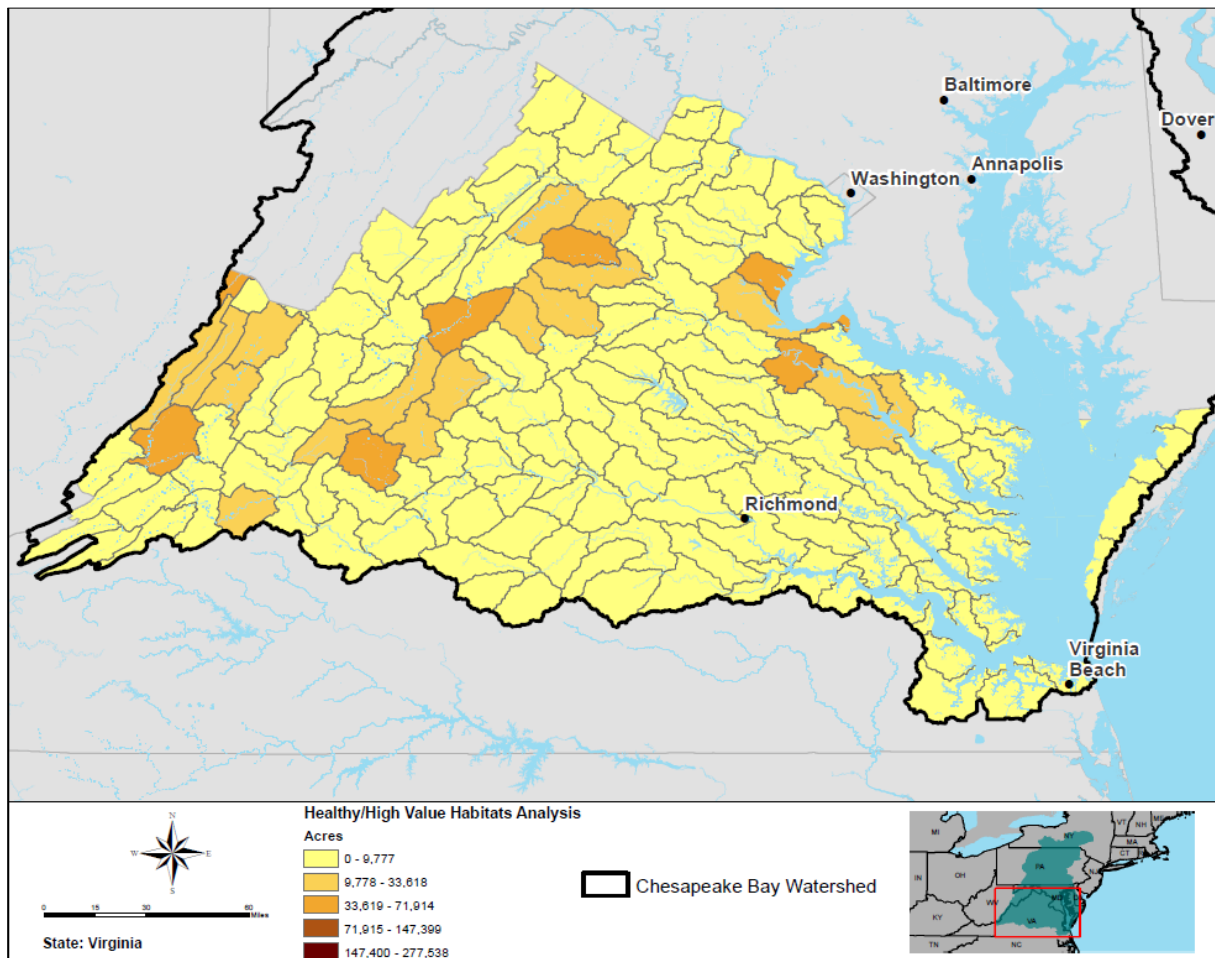 Baltimore
Dover
Annapolis
Washington
Richmond
Virginia
Beach
Healthy/High Value Habitats Analysis
Acres
0 - 9,777
9,778 - 33,618
33,619 - 71,914
71,915 - 147,399
147,400 - 277,538
N
W
E
S
0 15 30 60
Miles
State: Virginia
Chesapeake Bay Watershed
MI
NY
VT
NH
ME
MA
CT
PA
NJ
IN
OH
WV
MD
KY
VA
TN
NC